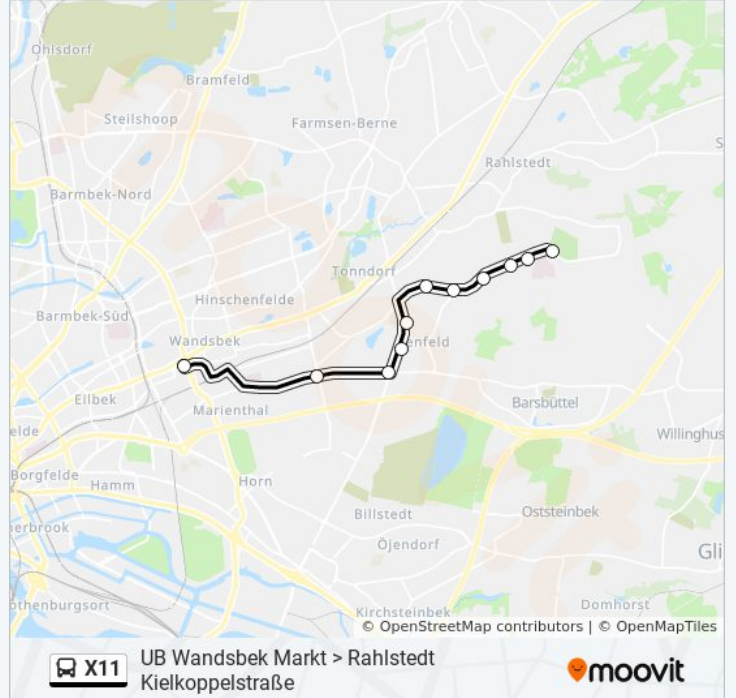 Ohlsdorf
Bramfeld
Steilshoop
Farmsen-Berne
Rahlstedt
S
Barmbek-Nord
Tonndorf
Hinschenfelde
Barmbek-Süd
Wandsbek
enfeld
Eilbek
Marienthal
Barsbüttel
elde
Willinghus
Borgfelde
Hamm
Horn
Billstedt
Oststeinbek
nerbrook
Öjendorf
Gli
othenburgsort
Kirchsteinbek
Domhorst
© OpenStreetMap contributors | © OpenMapTiles
X11
UB Wandsbek Markt > Rahlstedt
Kielkoppelstraße
moovit